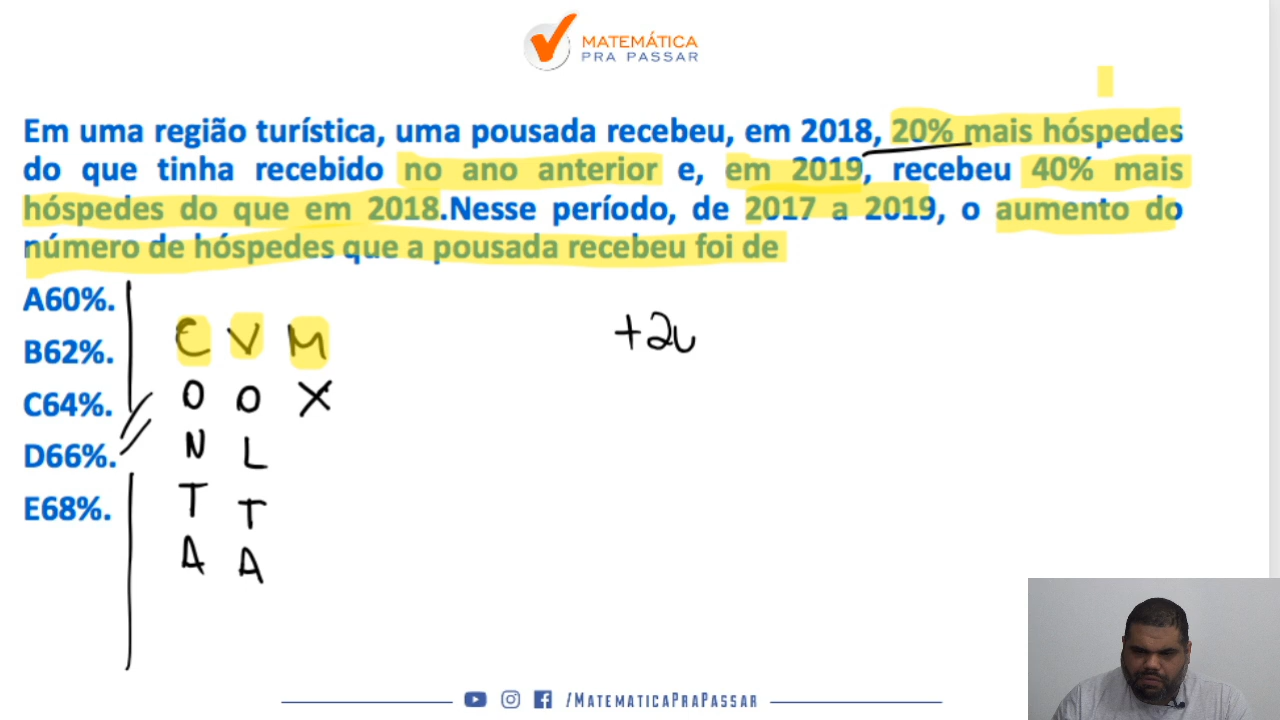 MATEMÁTICA
PRA PASSAR
Em uma região turística, uma pousada recebeu, em 2018, 20% mais hóspedes
do que tinha recebido no ano anterior e, em 2019, recebeu 40% mais
hóspedes do que em 2018.Nesse período, de 2017 a 2019, o aumento do
número de hóspedes que a pousada recebeu foi de
A60%.
B62%.
C64%.
D66%.
E68%.
C V M
O O X
N L
T T
A A
+20
/MATEMATICAPRAPASSAR